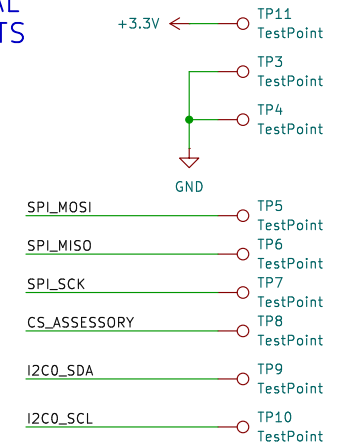 TS
+3.3V
TP11
TestPoint
TP3
TestPoint
TP4
TestPoint
GND
SPI_MOSI
TP5
TestPoint
SPI_MISO
TP6
TestPoint
SPI_SCK
TP7
TestPoint
CS_ASSESSORY
TP8
TestPoint
I2C0_SDA
TP9
TestPoint
I2C0_SCL
TP10
TestPoint